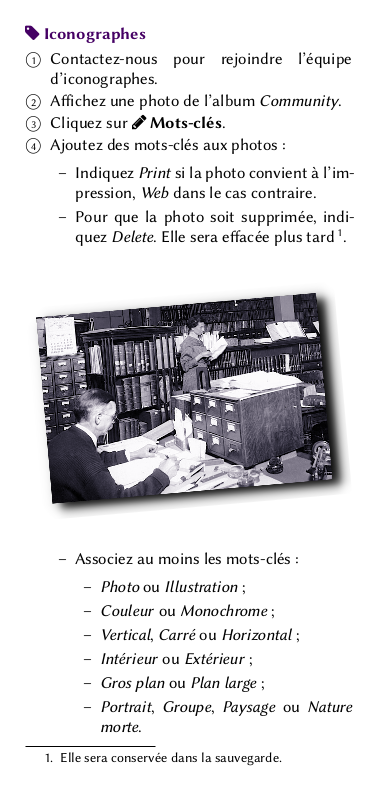 Iconographes
1 Contactez-nous pour rejoindre l'équipe
d'iconographes.
2 Affichez une photo de l'album Community.
3 Cliquez sur Mots-clés.
4 Ajoutez des mots-clés aux photos :
– Indiquez Print si la photo convient à l'im-
pression, Web dans le cas contraire.
– Pour que la photo soit supprimée, indi-
quez Delete. Elle sera effacée plus tard 1.
– Associez au moins les mots-clés :
– Photo ou Illustration ;
– Couleur ou Monochrome ;
– Vertical, Carré ou Horizontal ;
– Intérieur ou Extérieur ;
– Gros plan ou Plan large ;
– Portrait, Groupe, Paysage ou Nature
morte.
1. Elle sera conservée dans la sauvegarde.